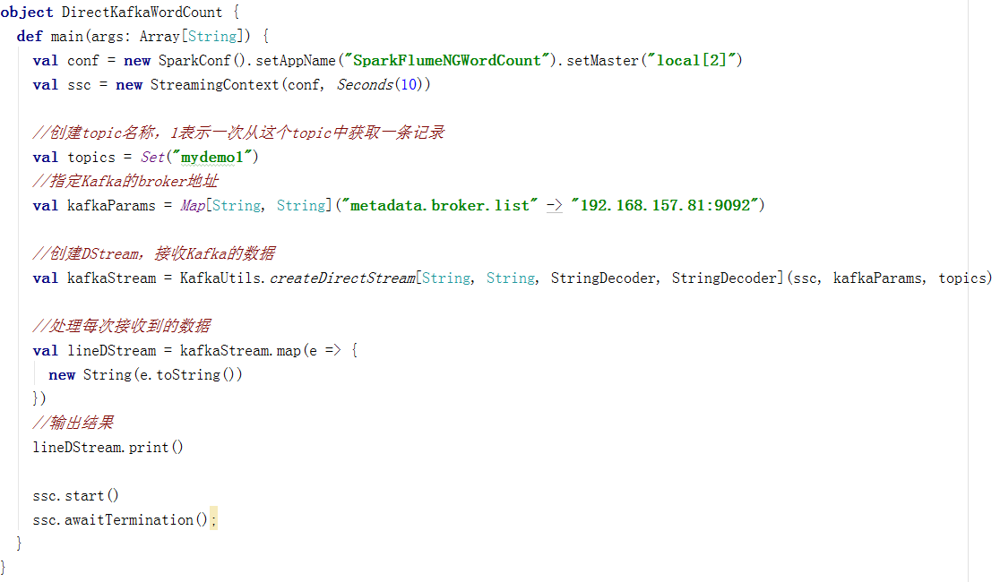 object DirectKafkaWordCount {
def main(args: Array[String]) {
val conf = new SparkConf().setAppName("SparkFlumeNGWordCount").setMaster("local[2]")
val ssc = new StreamingContext(conf, Seconds(10))
//创建topic名称，1表示一次从这个topic中获取一条记录
val topics = Set("mydemo1")
//指定Kafka的broker地址
val kafkaParams = Map[String, String]("metadata.broker.list" -> "192.168.157.81:9092")
//创建DStream，接收Kafka的数据
val kafkaStream = KafkaUtils.createDirectStream[String, String, StringDecoder, StringDecoder](ssc, kafkaParams, topics)
//处理每次接收到的数据
val lineDStream = kafkaStream.map(e => {
new String(e.toString())
})
//输出结果
lineDStream.print()
ssc.start()
ssc.awaitTermination();
}
}